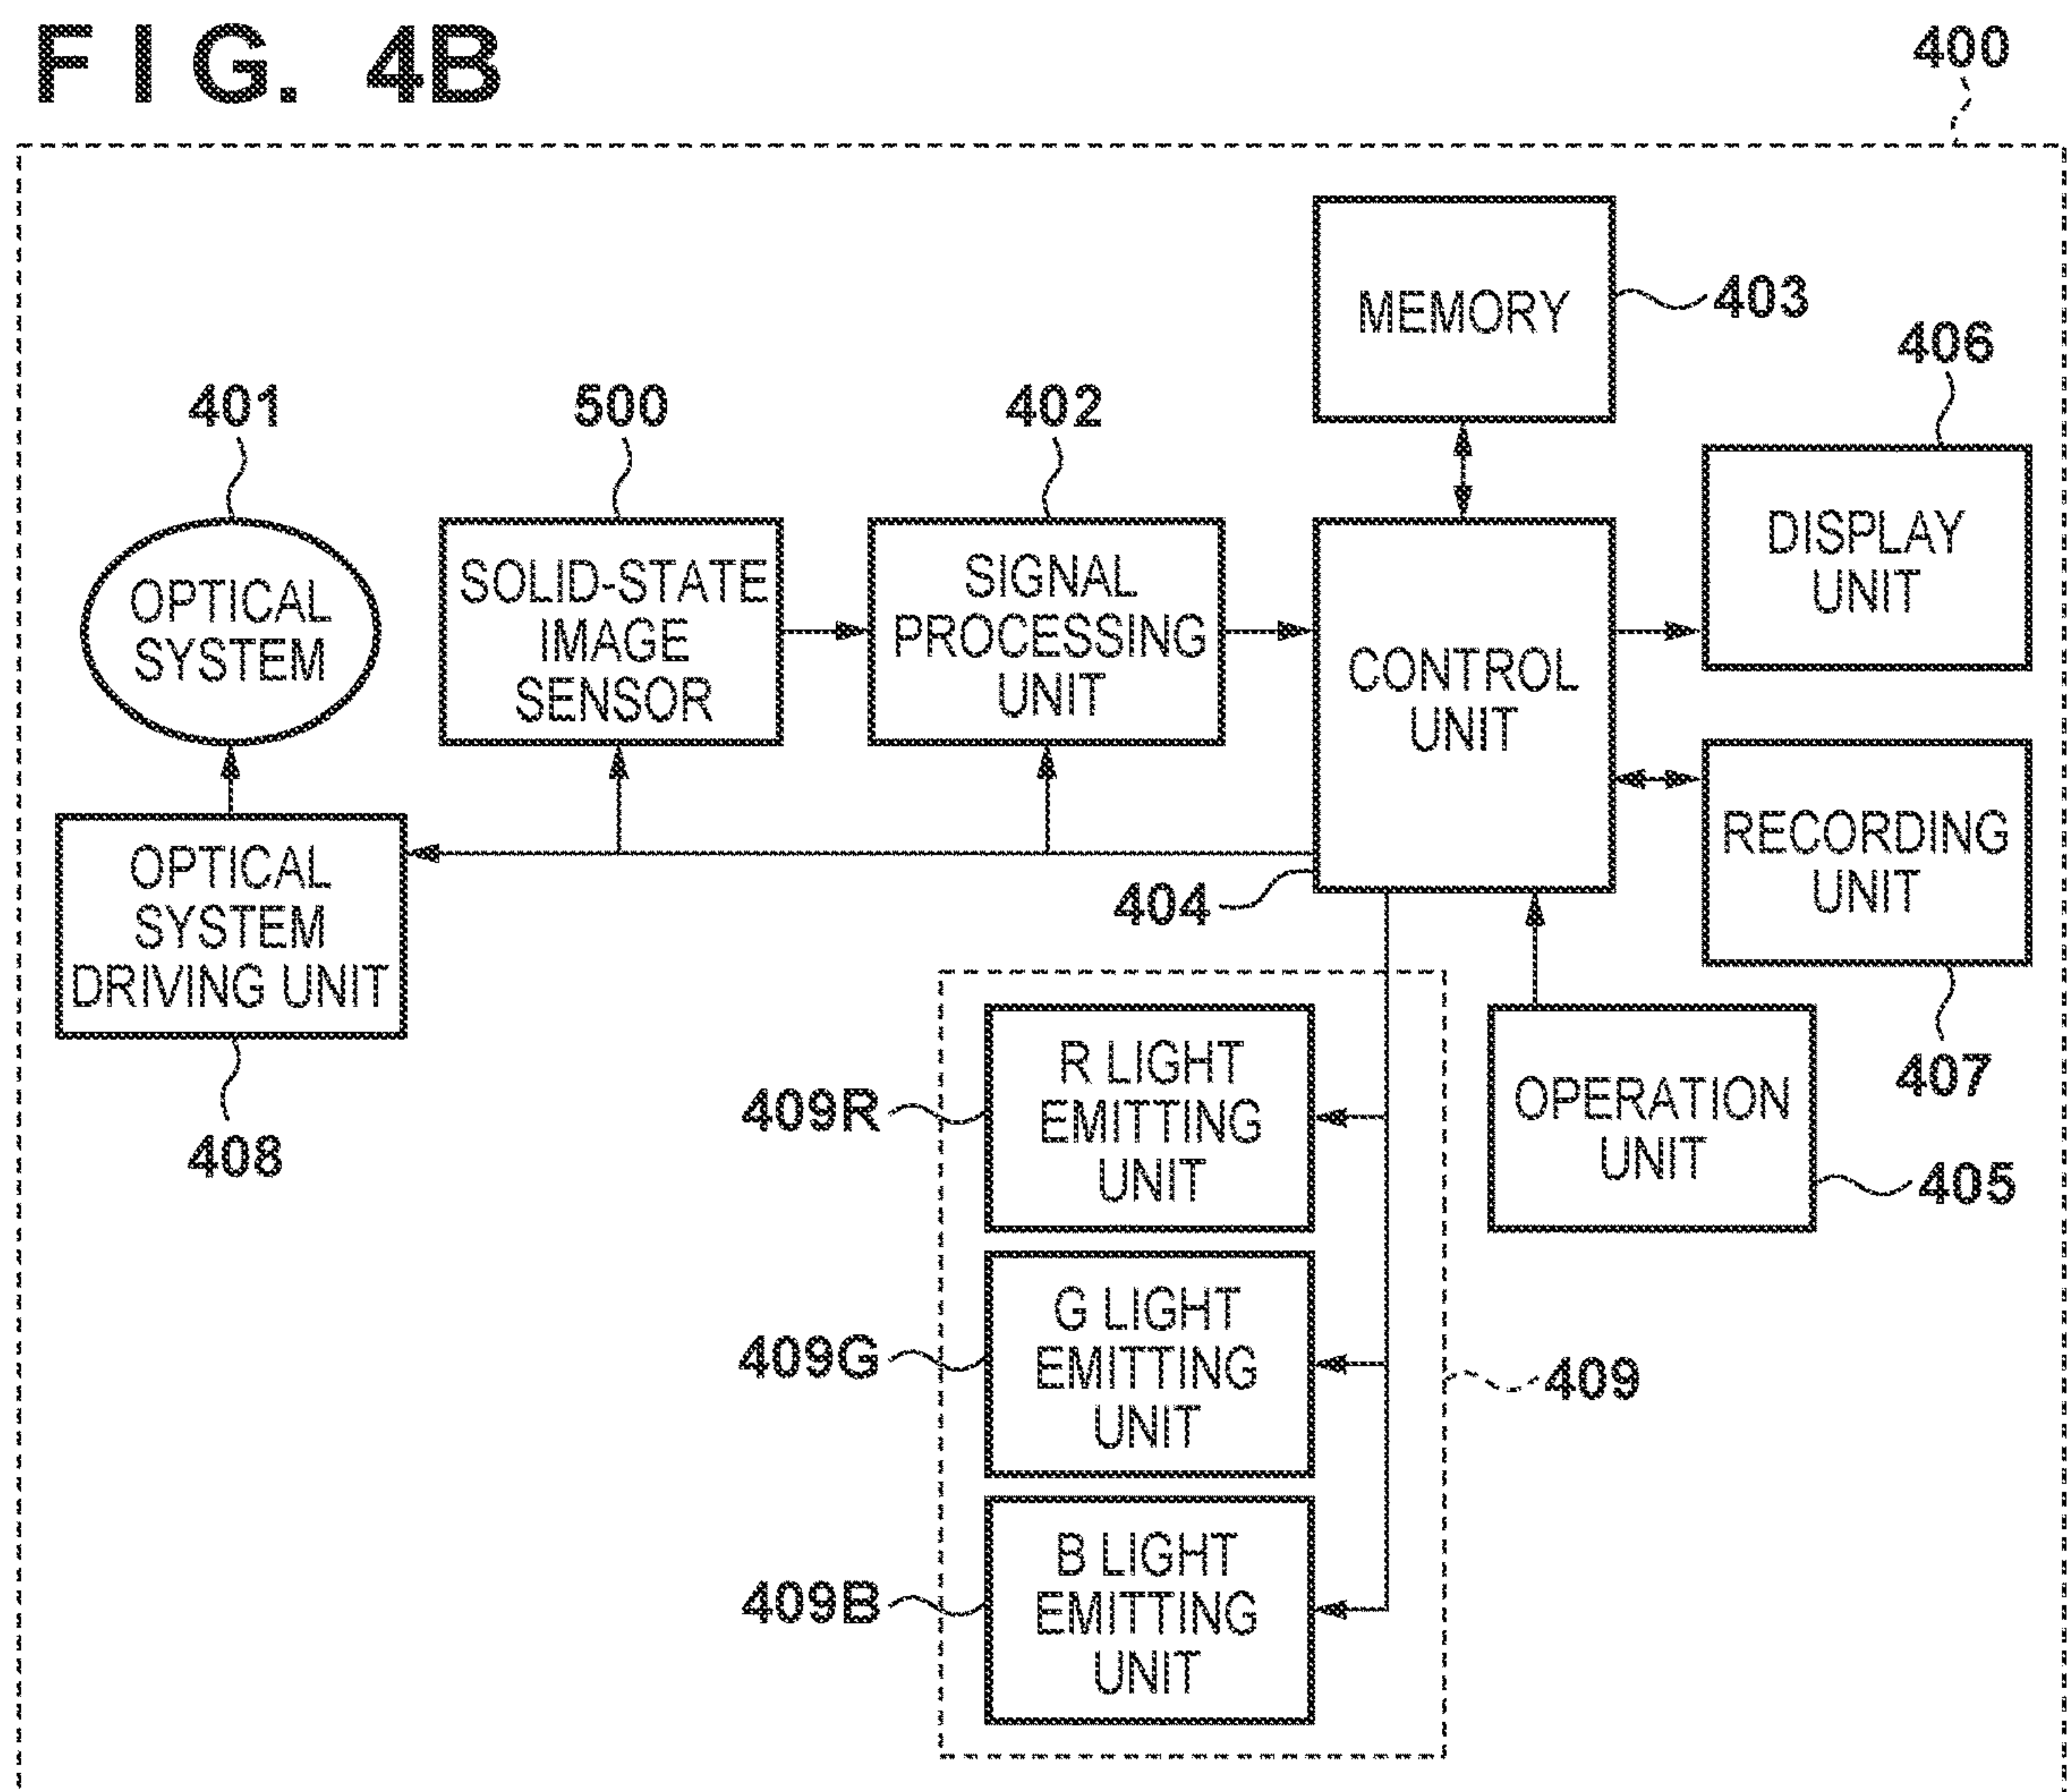 FIG. 4B
400
MEMORY
403
406
401
500
402
DISPLAY
UNIT
OPTICAL
SYSTEM
SOLID-STATE
IMAGE
SENSOR
SIGNAL
PROCESSING
UNIT
CONTROL
UNIT
RECORDING
UNIT
OPTICAL
SYSTEM
DRIVING UNIT
404
407
408
R LIGHT
EMITTING
UNIT
409R
OPERATION
UNIT
405
G LIGHT
EMITTING
UNIT
409G
409
B LIGHT
EMITTING
UNIT
409B